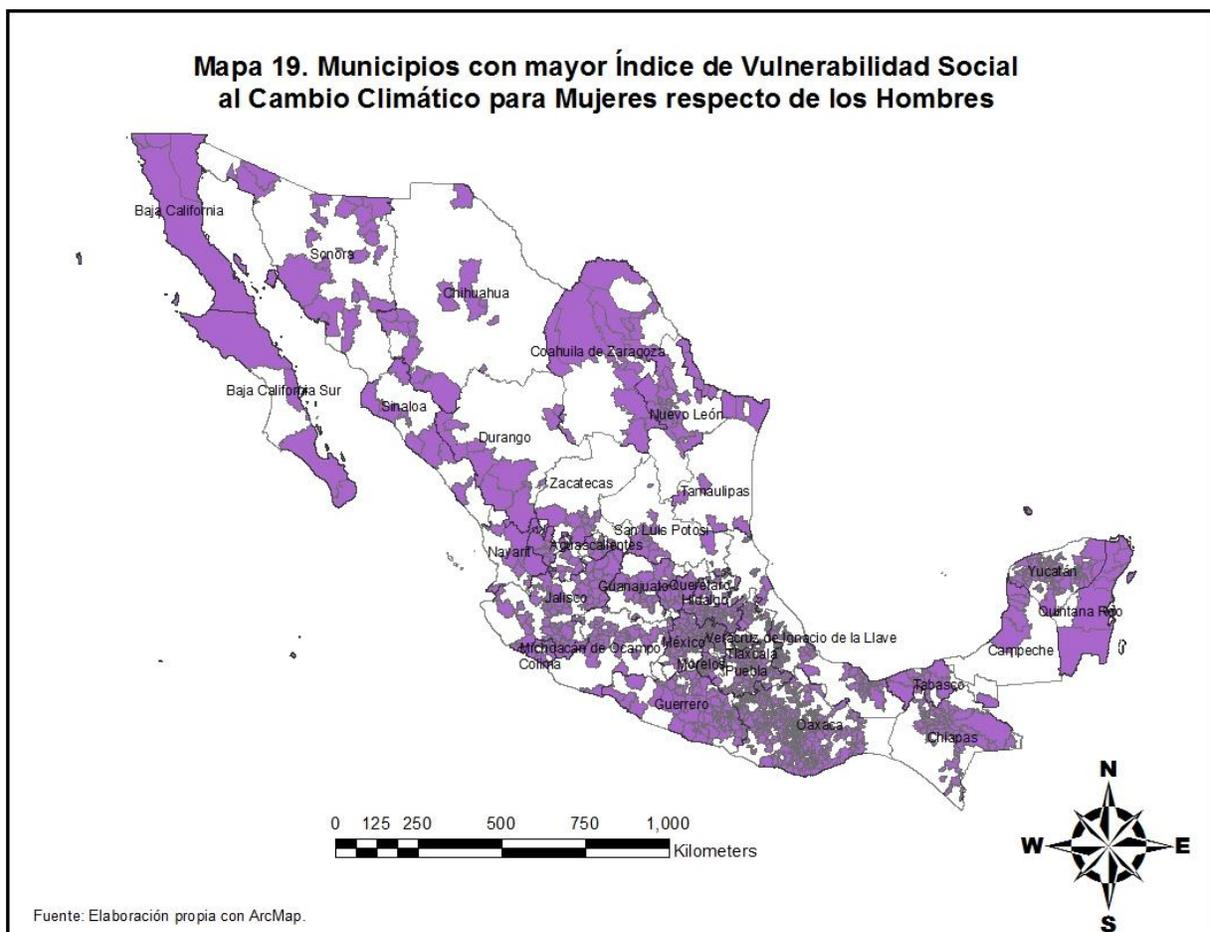 Mapa 19. Municipios con mayor Índice de Vulnerabilidad Social
al Cambio Climático para Mujeres respecto de los Hombres
Baja California
Sonora
Chihuahua
Coahuila de Zaragoza
Baja California Sur
Sinaloa
Nuevo León
Durango
Zacatecas
Tamaulipas
San Luis Potosí
Nayarit
Aguascalientes
Yucatán
Guanajuato
Querétaro
Jalisco
Hidalgo
Quintana Roo
Michoacán de Ocampo
México
Veracruz de Ignacio de la Llave
Tlaxcala
Campeche
Colima
Morelos
Puebla
Tabasco
Guerrero
Oaxaca
Chiapas
0 125 250 500 750 1,000
Kilometers
N
W E
S
Fuente: Elaboración propia con ArcMap.